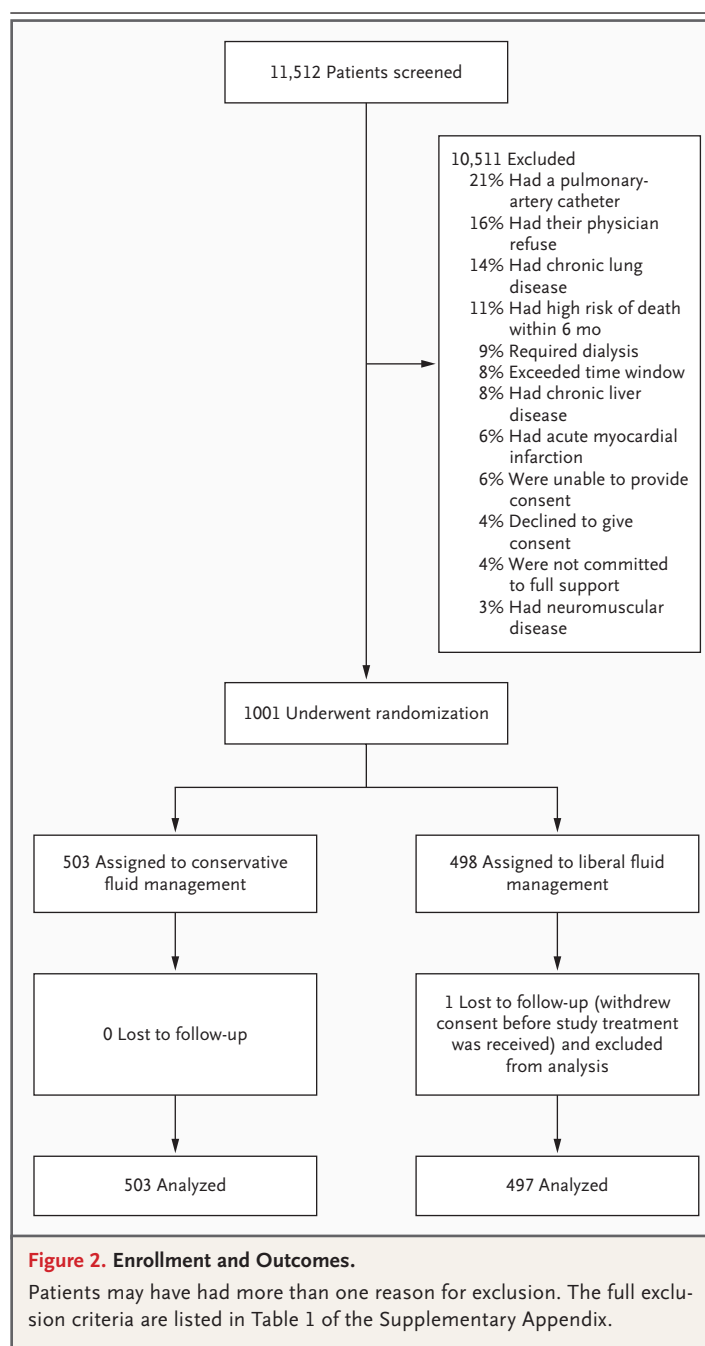 11,512 Patients screened
10,511 Excluded
21% Had a pulmonary-
artery catheter
16% Had their physician
refuse
14% Had chronic lung
disease
11% Had high risk of death
within 6 mo
9% Required dialysis
8% Exceeded time window
8% Had chronic liver
disease
6% Had acute myocardial
infarction
6% Were unable to provide
consent
4% Declined to give
consent
4% Were not committed
to full support
3% Had neuromuscular
disease
1001 Underwent randomization
503 Assigned to conservative
fluid management
498 Assigned to liberal fluid
management
0 Lost to follow-up
1 Lost to follow-up (withdrew
consent before study treatment
was received) and excluded
from analysis
503 Analyzed
497 Analyzed
Figure 2. Enrollment and Outcomes.
Patients may have had more than one reason for exclusion. The full exclu-
sion criteria are listed in Table 1 of the Supplementary Appendix.